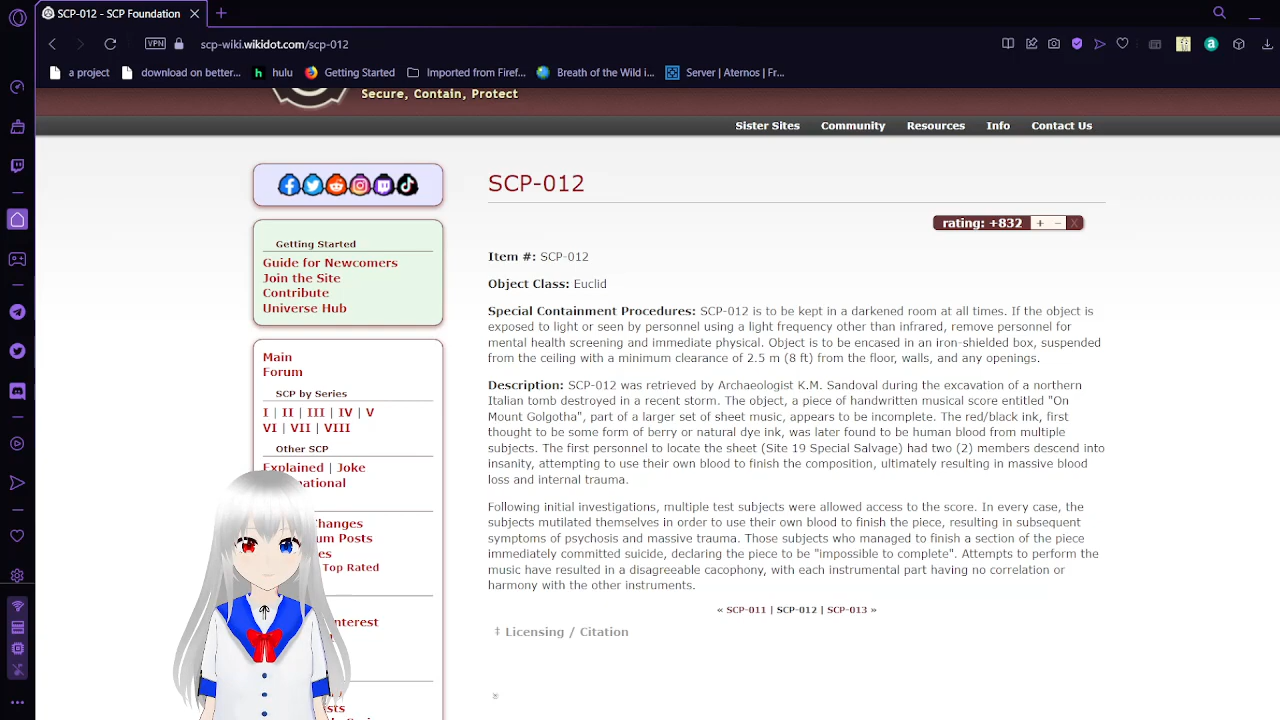 SCP-012 - SCP Foundation
VPN scp-wiki.wikidot.com/scp-012
a project download on better... hulu Getting Started Imported from Firef... Breath of the Wild i... Server | Aternos | Fr...
Secure, Contain, Protect
Sister Sites Community Resources Info Contact Us
SCP-012
rating: +832 + – X
Getting Started
Guide for Newcomers
Join the Site
Contribute
Universe Hub
Main
Forum
SCP by Series
I | II | III | IV | V
VI | VII | VIII
Other SCP
Explained | Joke
national
Changes
um Posts
es
Top Rated
nterest
sts
Item #: SCP-012
Object Class: Euclid
Special Containment Procedures: SCP-012 is to be kept in a darkened room at all times. If the object is
exposed to light or seen by personnel using a light frequency other than infrared, remove personnel for
mental health screening and immediate physical. Object is to be encased in an iron-shielded box, suspended
from the ceiling with a minimum clearance of 2.5 m (8 ft) from the floor, walls, and any openings.
Description: SCP-012 was retrieved by Archaeologist K.M. Sandoval during the excavation of a northern
Italian tomb destroyed in a recent storm. The object, a piece of handwritten musical score entitled "On
Mount Golgotha", part of a larger set of sheet music, appears to be incomplete. The red/black ink, first
thought to be some form of berry or natural dye ink, was later found to be human blood from multiple
subjects. The first personnel to locate the sheet (Site 19 Special Salvage) had two (2) members descend into
insanity, attempting to use their own blood to finish the composition, ultimately resulting in massive blood
loss and internal trauma.
Following initial investigations, multiple test subjects were allowed access to the score. In every case, the
subjects mutilated themselves in order to use their own blood to finish the piece, resulting in subsequent
symptoms of psychosis and massive trauma. Those subjects who managed to finish a section of the piece
immediately committed suicide, declaring the piece to be "impossible to complete". Attempts to perform the
music have resulted in a disagreeable cacophony, with each instrumental part having no correlation or
harmony with the other instruments.
« SCP-011 | SCP-012 | SCP-013 »
‡ Licensing / Citation